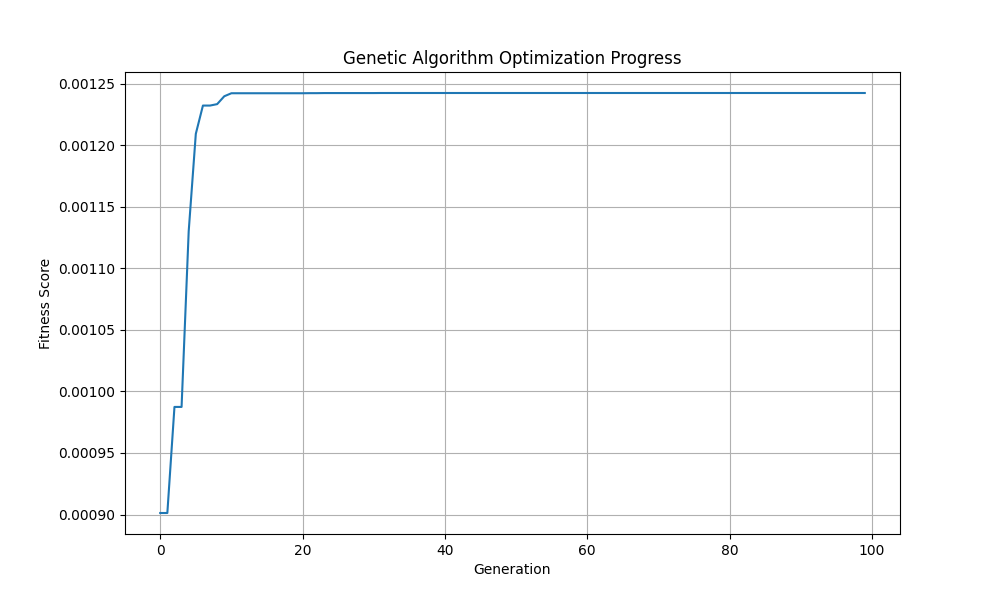 Genetic Algorithm Optimization Progress
0.00125
0.00120
0.00115
0.00110
0.00105
0.00100
0.00095
0.00090
Fitness Score
0 20 40 60 80 100
Generation